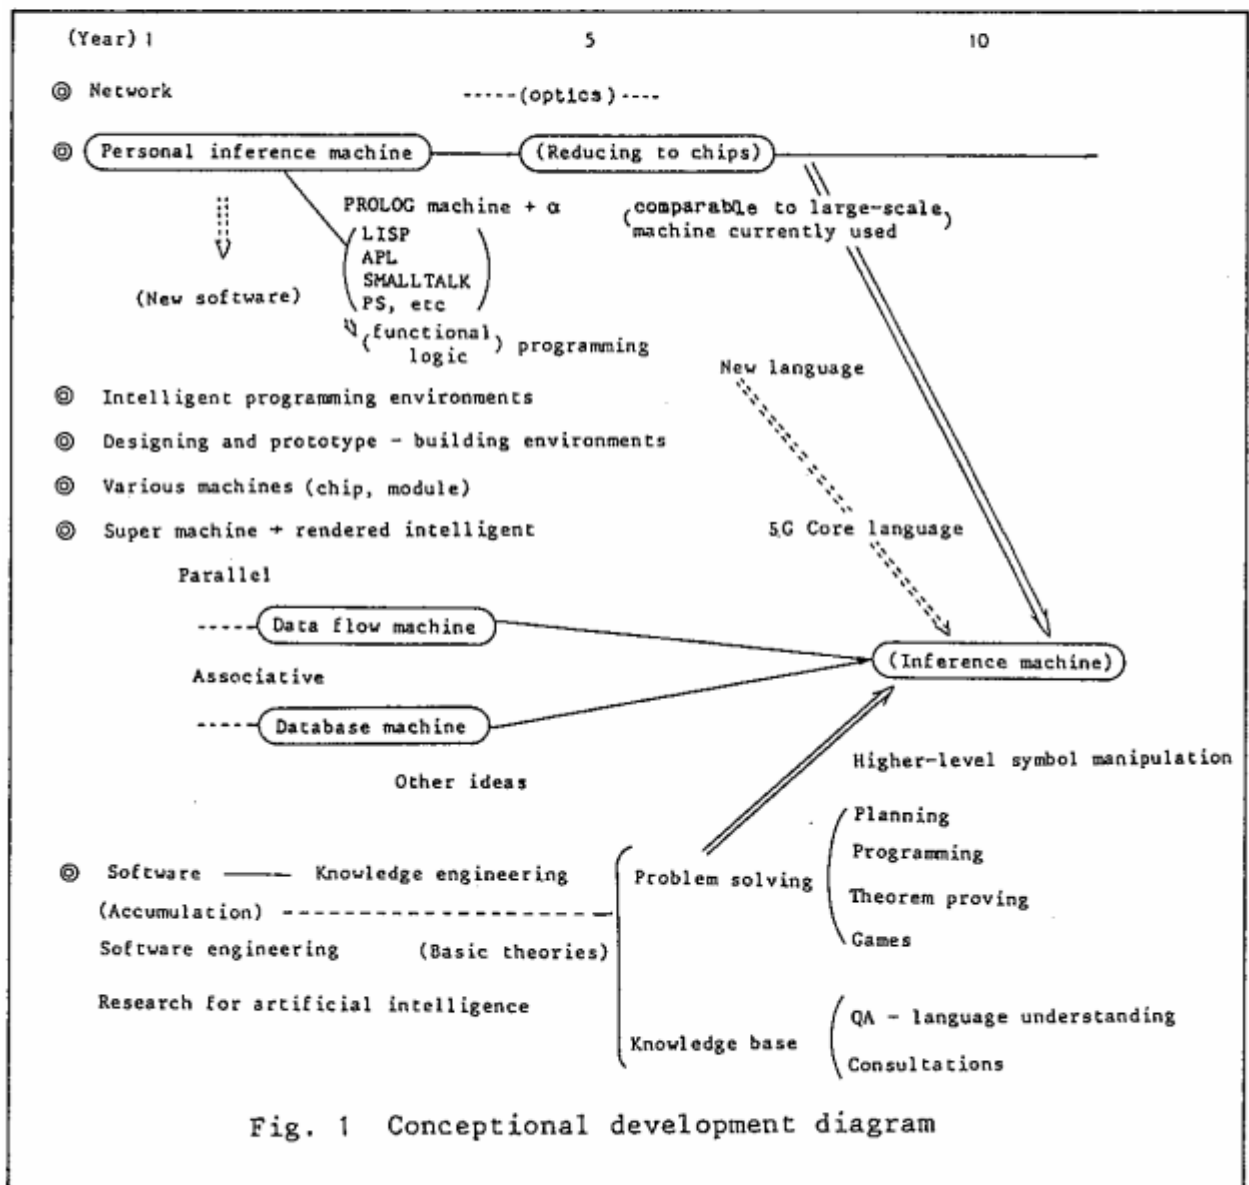 (Year) 1 5 10
◎ Network -----(optics)----
◎ Personal inference machine (Reducing to chips)
PROLOG machine + α
(comparable to large-scale
machine currently used)
(LISP
APL
SMALLTALK
PS, etc)
(New software)
(functional
logic) programming
New language
◎ Intelligent programming environments
◎ Designing and prototype - building environments
◎ Various machines (chip, module)
◎ Super machine → rendered intelligent
5G Core language
Parallel
Data flow machine
(Inference machine)
Associative
Database machine
Other ideas
Higher-level symbol manipulation
Planning
Programming
◎ Software —— Knowledge engineering
Problem solving
Theorem proving
(Accumulation)
Software engineering (Basic theories)
Games
Research for artificial intelligence
QA - language understanding
Knowledge base
Consultations
Fig. 1 Conceptional development diagram